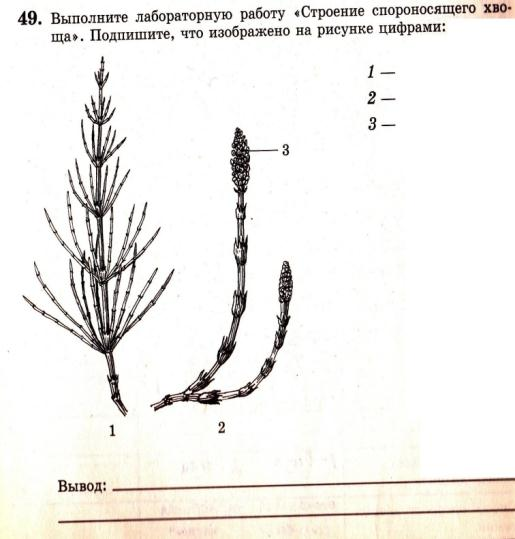 49. Выполните лабораторную работу «Строение спороносящего хво-
ща». Подпишите, что изображено на рисунке цифрами:
1 —
2 —
3 —
3
1
2
Вывод: